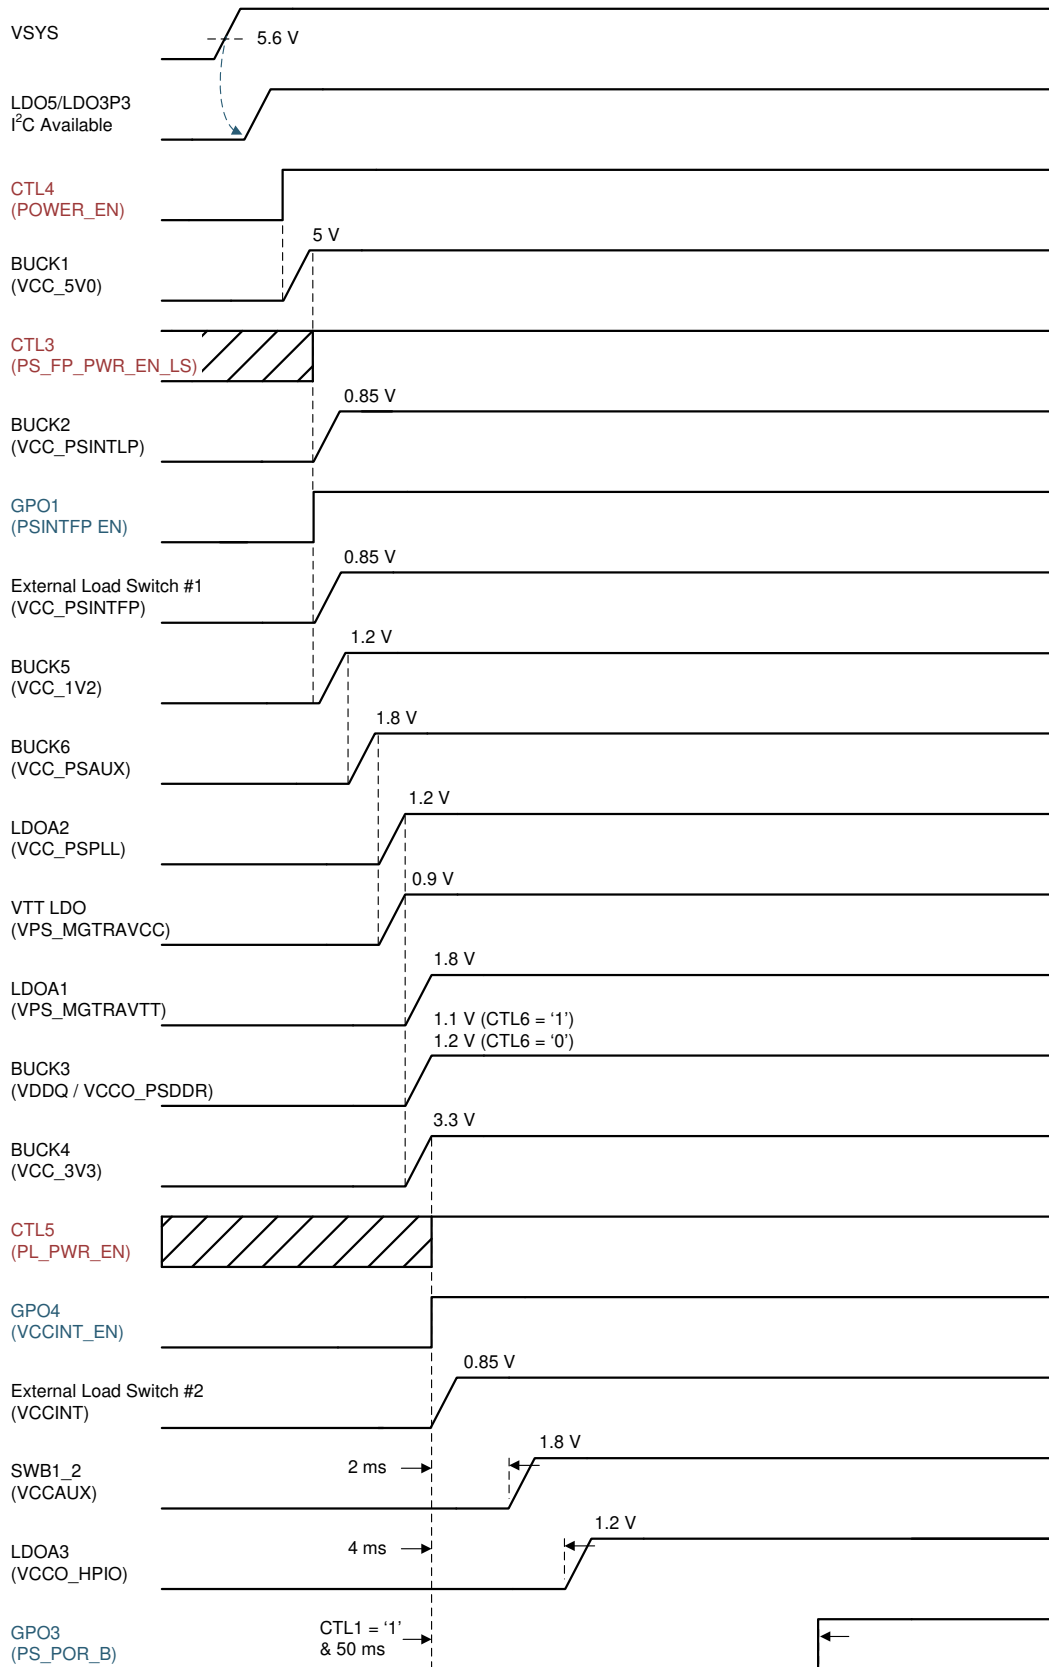 VSYS
5.6 V
LDO5/LDO3P3
I²C Available
CTL4
(POWER_EN)
5 V
BUCK1
(VCC_5V0)
CTL3
(PS_FP_PWR_EN_LS)
0.85 V
BUCK2
(VCC_PSINTLP)
GPO1
(PSINTFP EN)
0.85 V
External Load Switch #1
(VCC_PSINTFP)
1.2 V
BUCK5
(VCC_1V2)
1.8 V
BUCK6
(VCC_PSAUX)
1.2 V
LDOA2
(VCC_PSPLL)
0.9 V
VTT LDO
(VPS_MGTRAVCC)
1.8 V
LDOA1
(VPS_MGTRAVTT)
1.1 V (CTL6 = ‘1’)
1.2 V (CTL6 = ‘0’)
BUCK3
(VDDQ / VCCO_PSDDR)
3.3 V
BUCK4
(VCC_3V3)
CTL5
(PL_PWR_EN)
GPO4
(VCCINT_EN)
0.85 V
External Load Switch #2
(VCCINT)
1.8 V
2 ms
SWB1_2
(VCCAUX)
1.2 V
4 ms
LDOA3
(VCCO_HPIO)
CTL1 = ‘1’
& 50 ms
GPO3
(PS_POR_B)